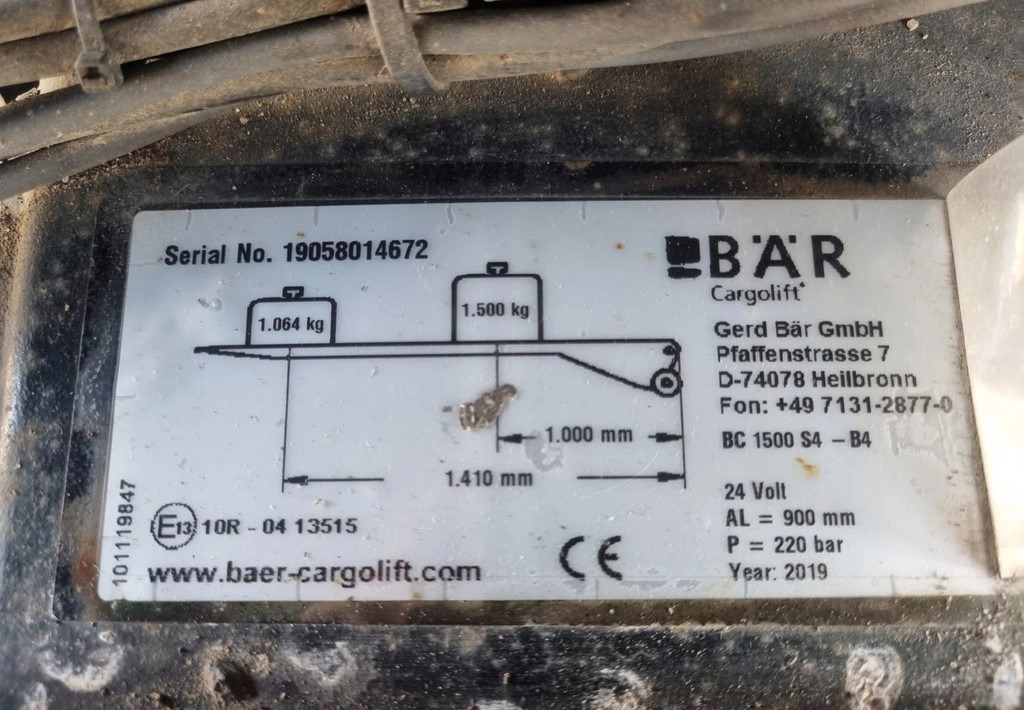 Serial No. 19058014672
BÄR
Cargolift
1.064 kg
1.500 kg
1.000 mm
1.410 mm
Gerd Bär GmbH
Pfaffenstrasse 7
D-74078 Heilbronn
Fon: +49 7131-2877-0
BC 1500 S4 – B4
24 Volt
AL = 900 mm
P = 220 bar
Year: 2019
E13 10R - 04 13515
CE
www.baer-cargolift.com
101119847